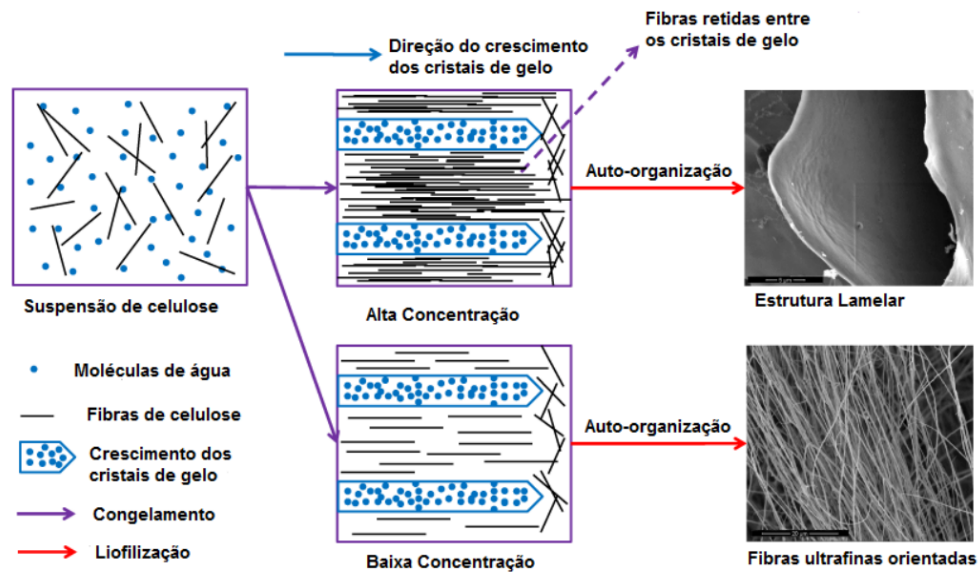 Direção do crescimento
dos cristais de gelo
Fibras retidas entre
os cristais de gelo
Suspensão de celulose
Alta Concentração
Auto-organização
Estrutura Lamelar
Moléculas de água
Fibras de celulose
Crescimento dos
cristais de gelo
Congelamento
Liofilização
Baixa Concentração
Auto-organização
Fibras ultrafinas orientadas